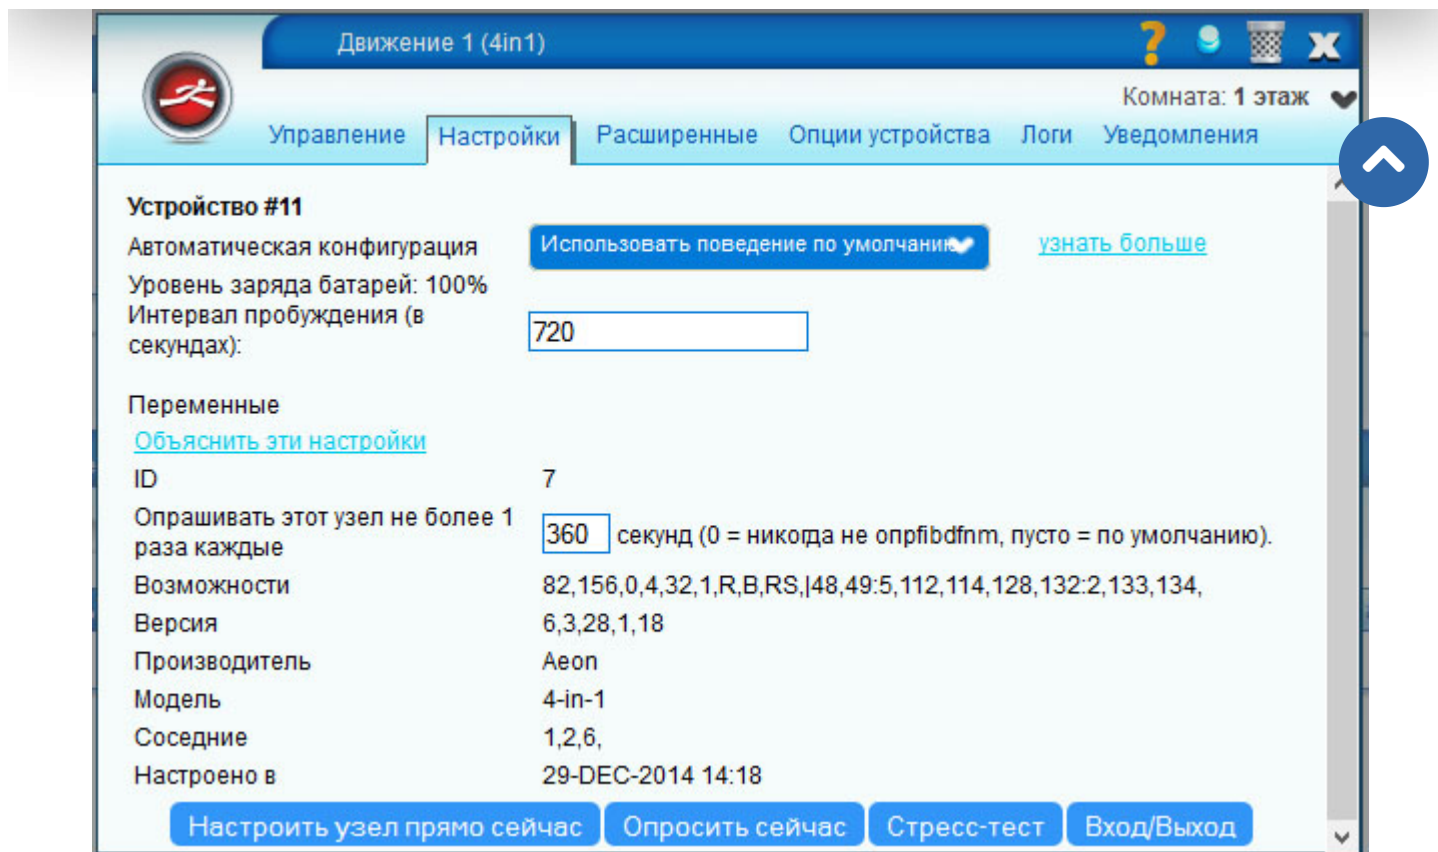 Движение 1 (4in1)
Комната: 1 этаж
Управление Настройки Расширенные Опции устройства Логи Уведомления
Устройство #11
Автоматическая конфигурация Использовать поведение по умолчанию узнать больше
Уровень заряда батарей: 100%
Интервал пробуждения (в
секундах):
720
Переменные
Объяснить эти настройки
ID 7
Опрашивать этот узел не более 1
раза каждые
360 секунд (0 = никогда не опрfibdfnm, пусто = по умолчанию).
Возможности 82,156,0,4,32,1,R,B,RS,|48,49:5,112,114,128,132:2,133,134,
Версия 6,3,28,1,18
Производитель Aeon
Модель 4-in-1
Соседние 1,2,6,
Настроено в 29-DEC-2014 14:18
Настроить узел прямо сейчас Опросить сейчас Стресс-тест Вход/Выход